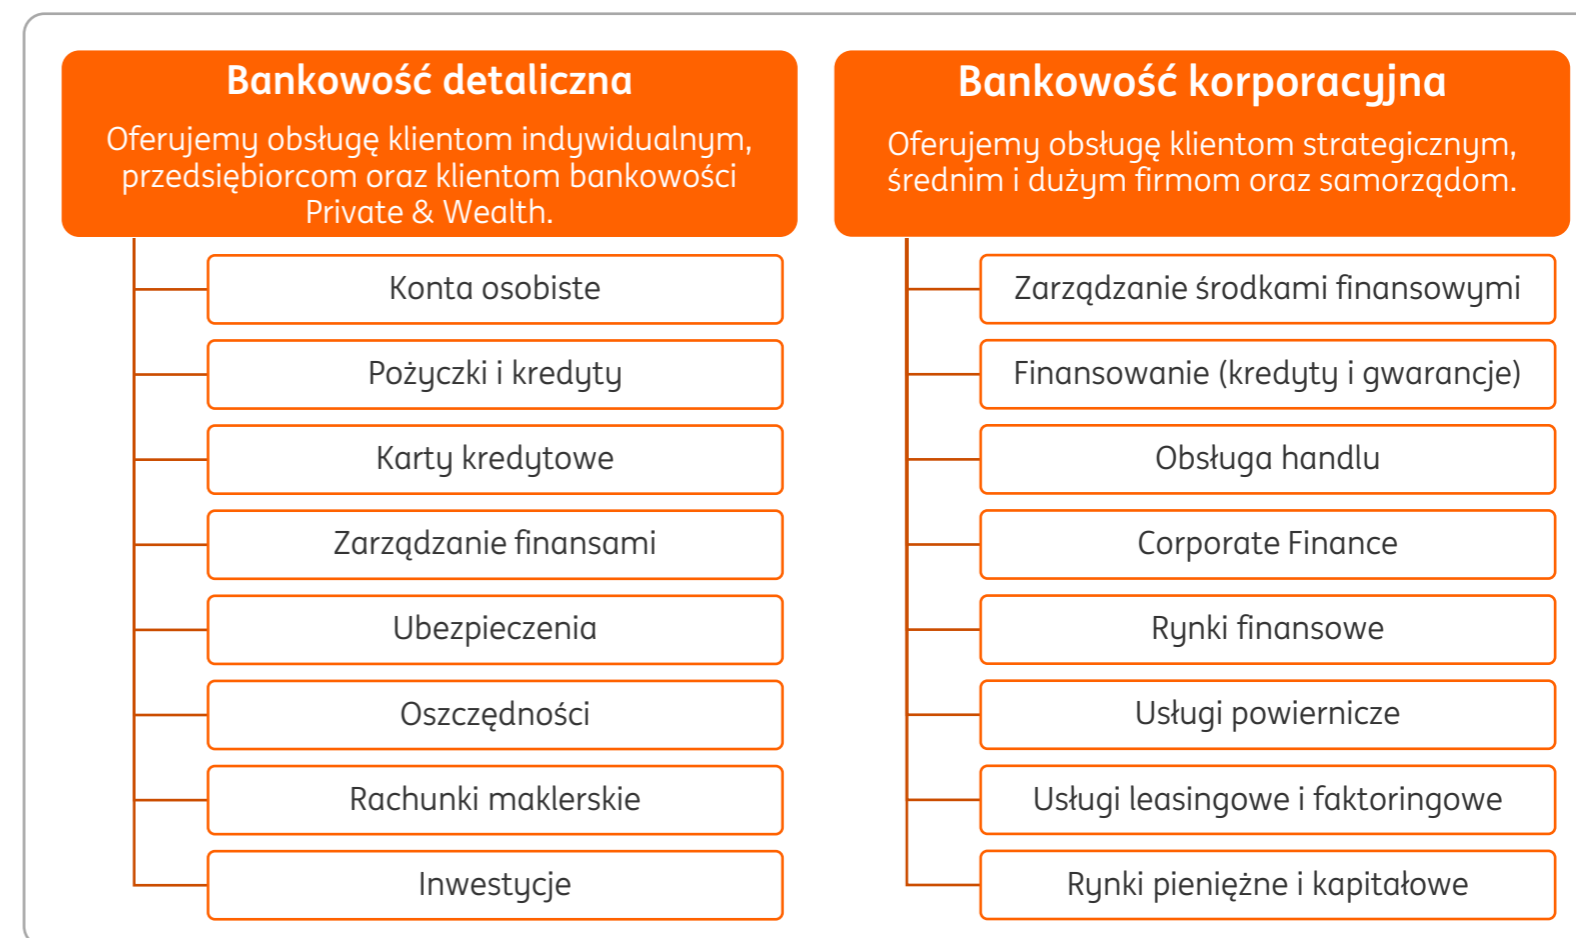 Bankowość detaliczna
Oferujemy obsługę klientom indywidualnym,
przedsiębiorcom oraz klientom bankowości
Private & Wealth.
Konta osobiste
Pożyczki i kredyty
Karty kredytowe
Zarządzanie finansami
Ubezpieczenia
Oszczędności
Rachunki maklerskie
Inwestycje
Bankowość korporacyjna
Oferujemy obsługę klientom strategicznym,
średnim i dużym firmom oraz samorządom.
Zarządzanie środkami finansowymi
Finansowanie (kredyty i gwarancje)
Obsługa handlu
Corporate Finance
Rynki finansowe
Usługi powiernicze
Usługi leasingowe i faktoringowe
Rynki pieniężne i kapitałowe